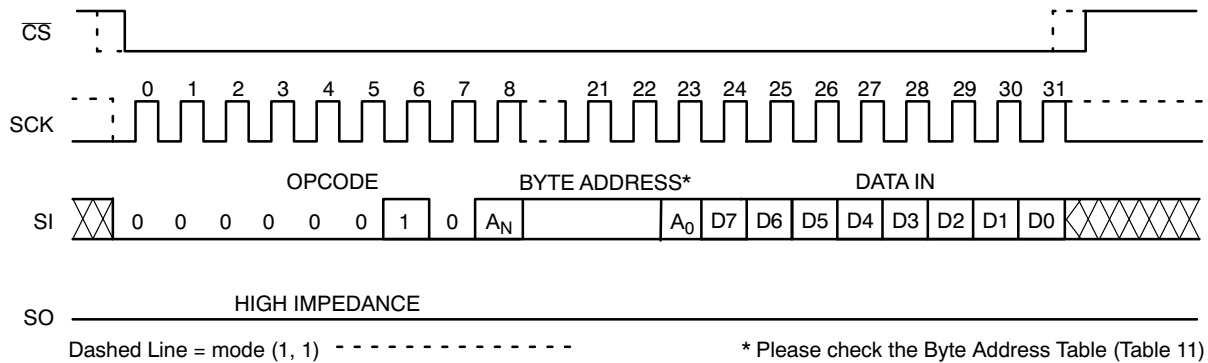 CS
0 1 2 3 4 5 6 7 8 21 22 23 24 25 26 27 28 29 30 31
SCK
OPCODE BYTE ADDRESS* DATA IN
SI 0 0 0 0 0 0 1 0 AN A0 D7 D6 D5 D4 D3 D2 D1 D0
HIGH IMPEDANCE
SO
Dashed Line = mode (1, 1) * Please check the Byte Address Table (Table 11)